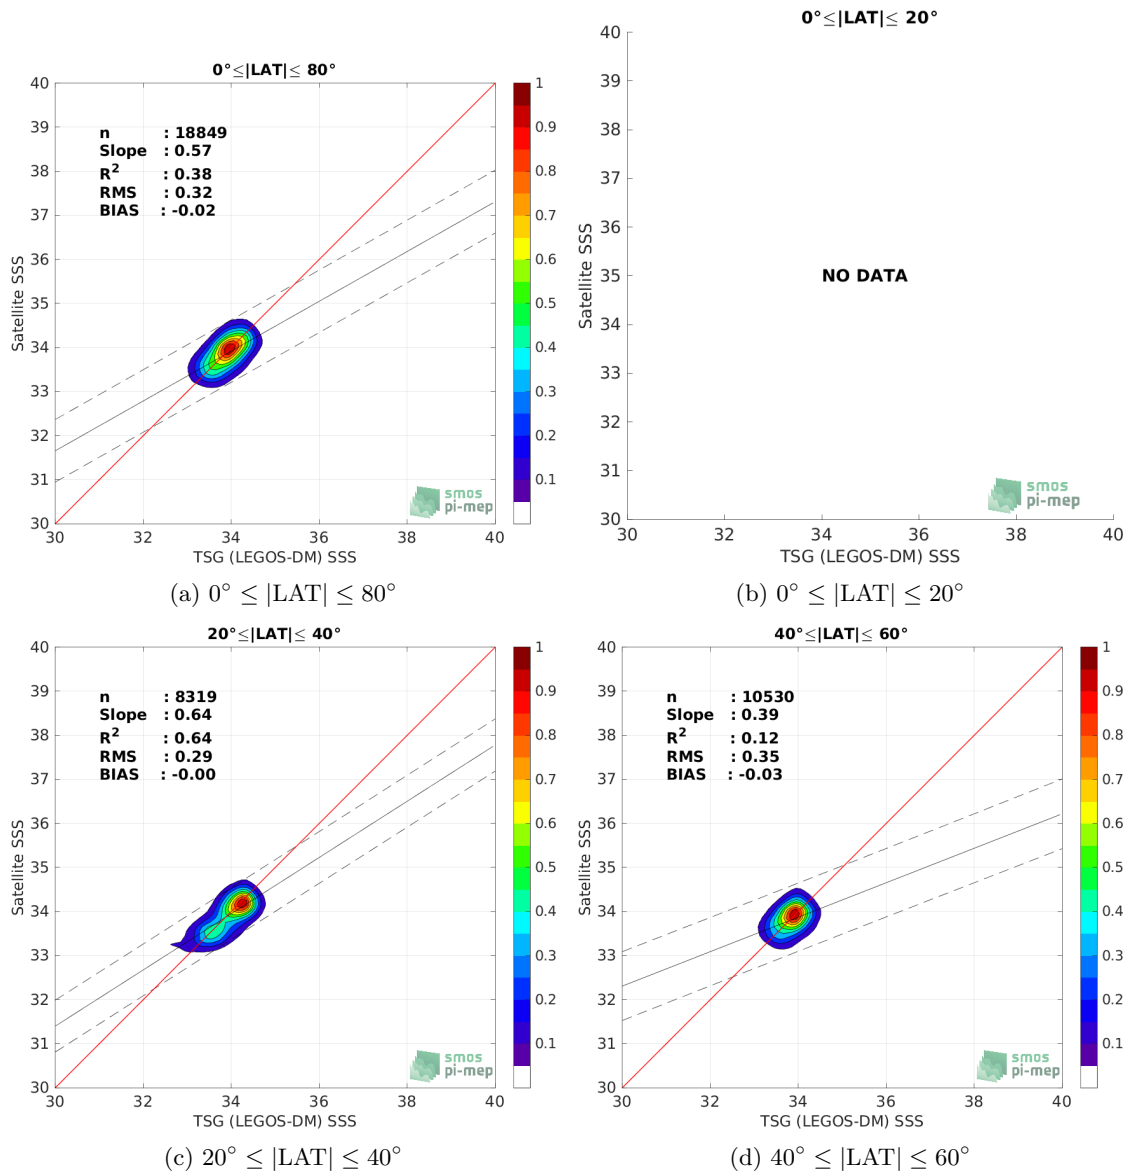 0°≤|LAT|≤ 80°
40
39
38
37
36
35
34
33
32
31
30
Satellite SSS
n : 18849
Slope : 0.57
R² : 0.38
RMS : 0.32
BIAS : -0.02
smos
pi-mep
30 32 34 36 38 40
TSG (LEGOS-DM) SSS
1
0.9
0.8
0.7
0.6
0.5
0.4
0.3
0.2
0.1
(a) 0° ≤ |LAT| ≤ 80°
0°≤|LAT|≤ 20°
40
39
38
37
36
35
34
33
32
31
30
Satellite SSS
NO DATA
smos
pi-mep
30 32 34 36 38 40
TSG (LEGOS-DM) SSS
(b) 0° ≤ |LAT| ≤ 20°
20°≤|LAT|≤ 40°
40
39
38
37
36
35
34
33
32
31
30
Satellite SSS
n : 8319
Slope : 0.64
R² : 0.64
RMS : 0.29
BIAS : -0.00
smos
pi-mep
30 32 34 36 38 40
TSG (LEGOS-DM) SSS
1
0.9
0.8
0.7
0.6
0.5
0.4
0.3
0.2
0.1
(c) 20° ≤ |LAT| ≤ 40°
40°≤|LAT|≤ 60°
40
39
38
37
36
35
34
33
32
31
30
Satellite SSS
n : 10530
Slope : 0.39
R² : 0.12
RMS : 0.35
BIAS : -0.03
smos
pi-mep
30 32 34 36 38 40
TSG (LEGOS-DM) SSS
1
0.9
0.8
0.7
0.6
0.5
0.4
0.3
0.2
0.1
(d) 40° ≤ |LAT| ≤ 60°